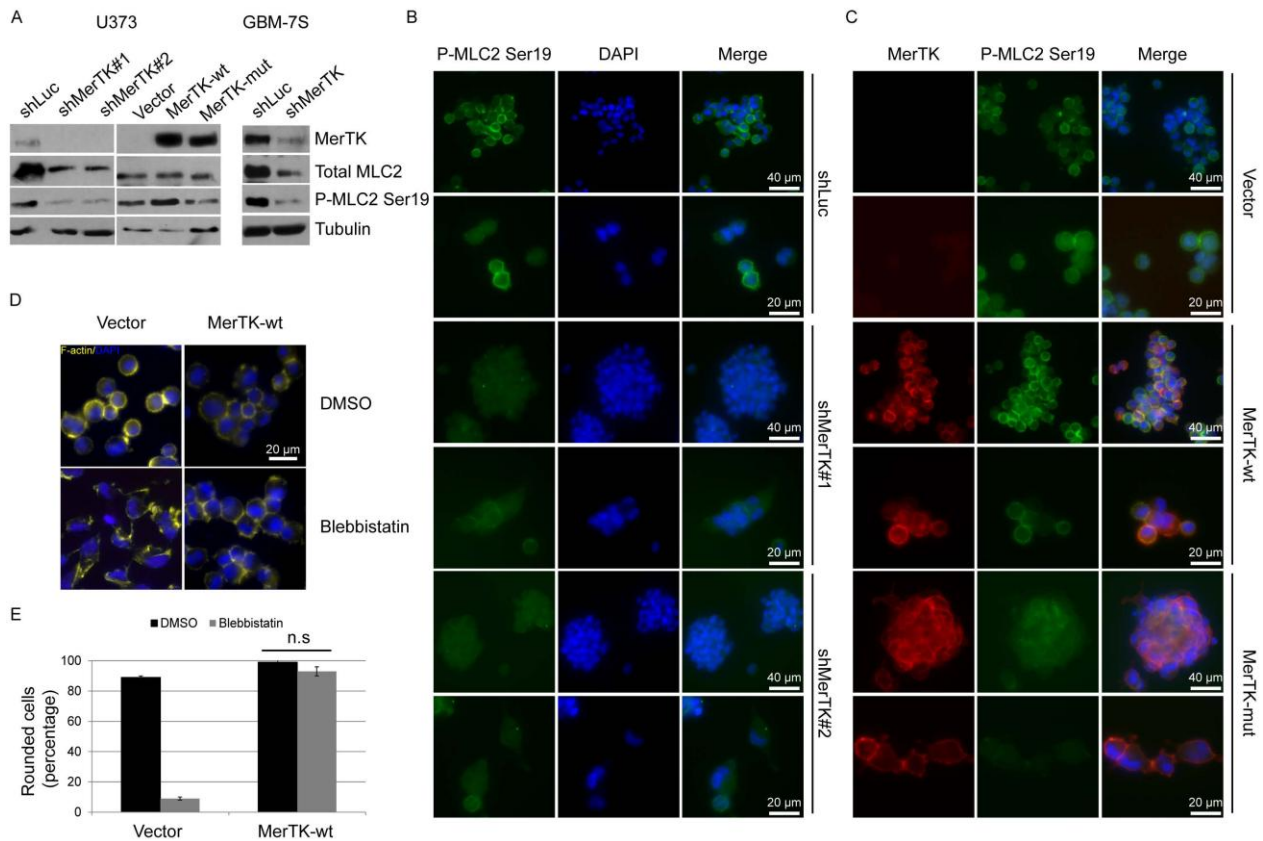 A
U373
GBM-7S
shLuc
shMerTK#1
shMerTK#2
Vector
MerTK-wt
MerTK-mut
shLuc
shMerTK
MerTK
Total MLC2
P-MLC2 Ser19
Tubulin
B
P-MLC2 Ser19
DAPI
Merge
40 µm
20 µm
shLuc
40 µm
20 µm
shMerTK#1
40 µm
20 µm
shMerTK#2
C
MerTK
P-MLC2 Ser19
Merge
40 µm
20 µm
Vector
40 µm
20 µm
MerTK-wt
40 µm
20 µm
MerTK-mut
D
Vector
MerTK-wt
F-actin/DAPI
20 µm
DMSO
Blebbistatin
E
DMSO
Blebbistatin
n.s
Rounded cells
(percentage)
100
80
60
40
20
0
Vector
MerTK-wt